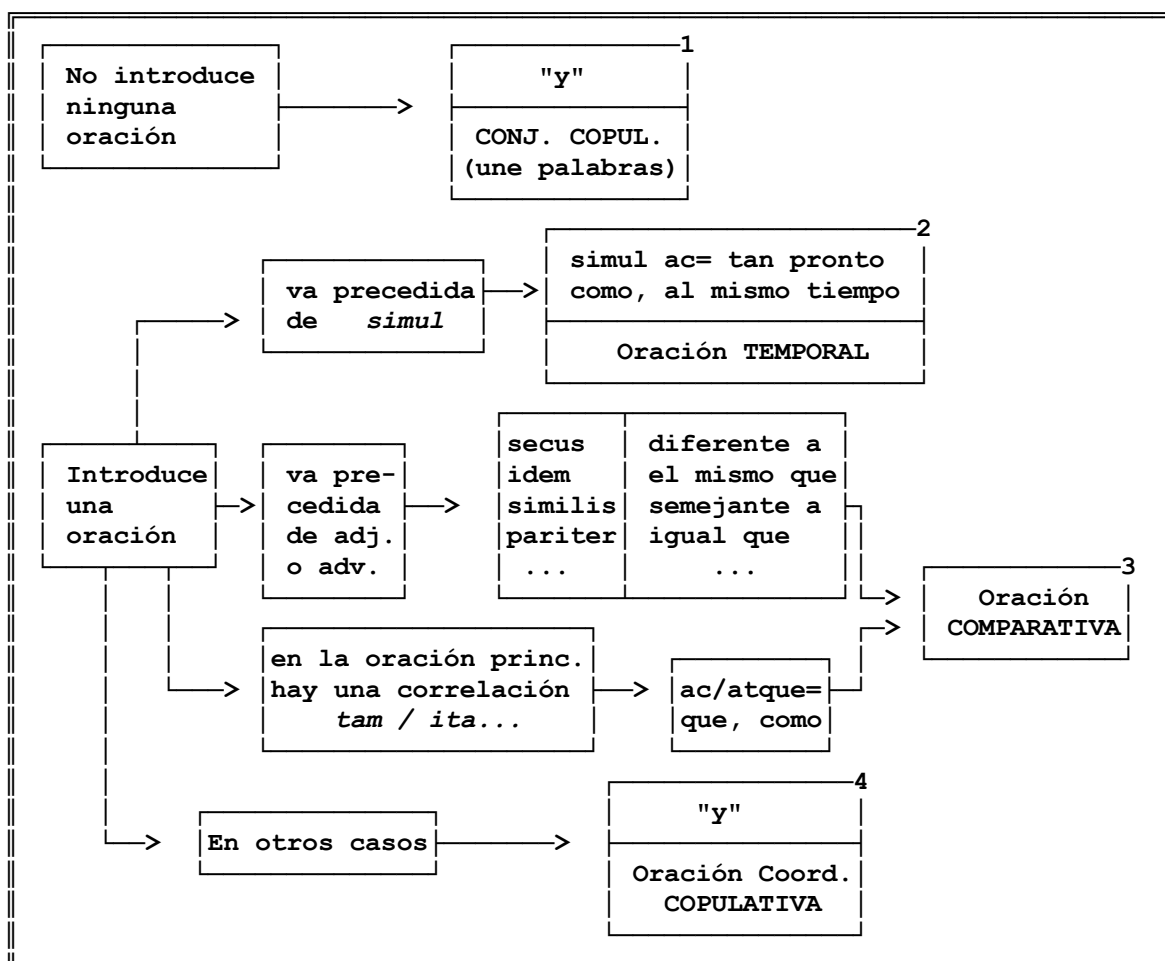 1
No introduce
ninguna
oración
"y"
CONJ. COPUL.
(une palabras)
2
va precedida
de simul
simul ac= tan pronto
como, al mismo tiempo
Oración TEMPORAL
Introduce
una
oración
va pre-
cedida
de adj.
o adv.
secus diferente a
idem el mismo que
similis semejante a
pariter igual que
... ...
3
Oración
COMPARATIVA
en la oración princ.
hay una correlación
tam / ita...
ac/atque=
que, como
4
En otros casos
"y"
Oración Coord.
COPULATIVA